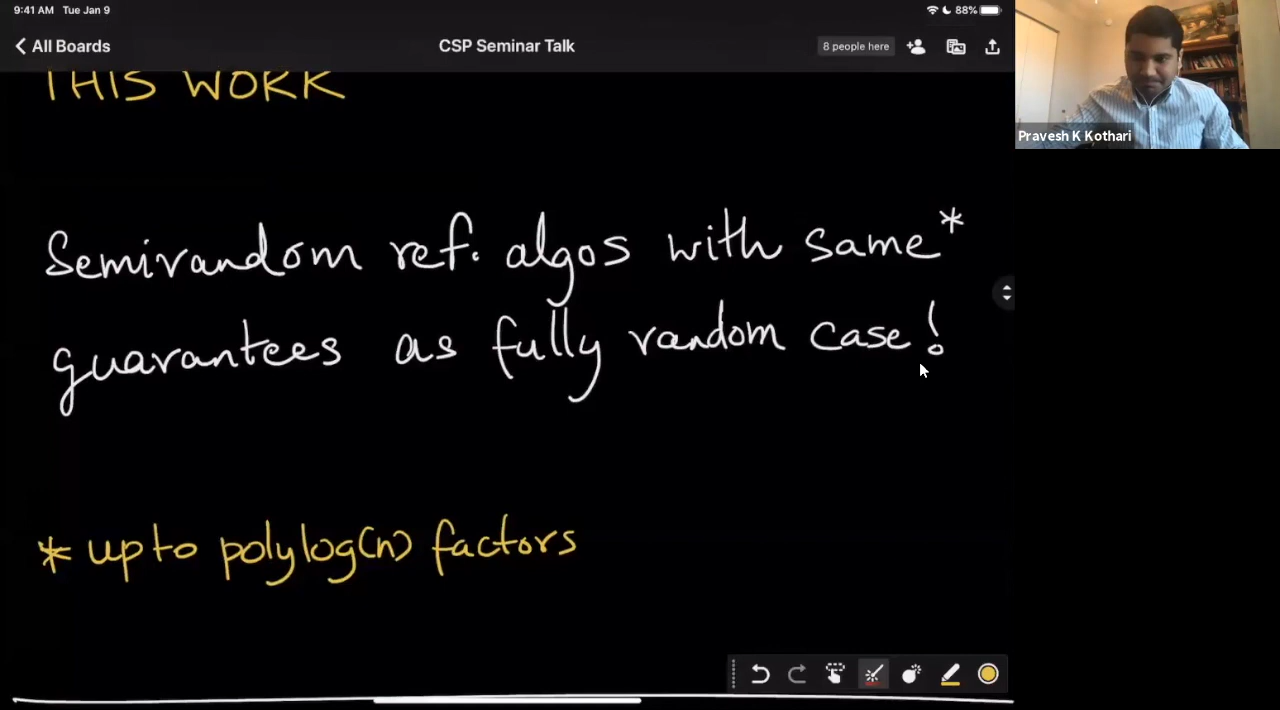 9:41 AM Tue Jan 9
88%
All Boards
CSP Seminar Talk
8 people here
THIS WORK
Semirandom ref. algos with same*
guarantees as fully random case!
* upto polylog(n) factors
Pravesh K Kothari